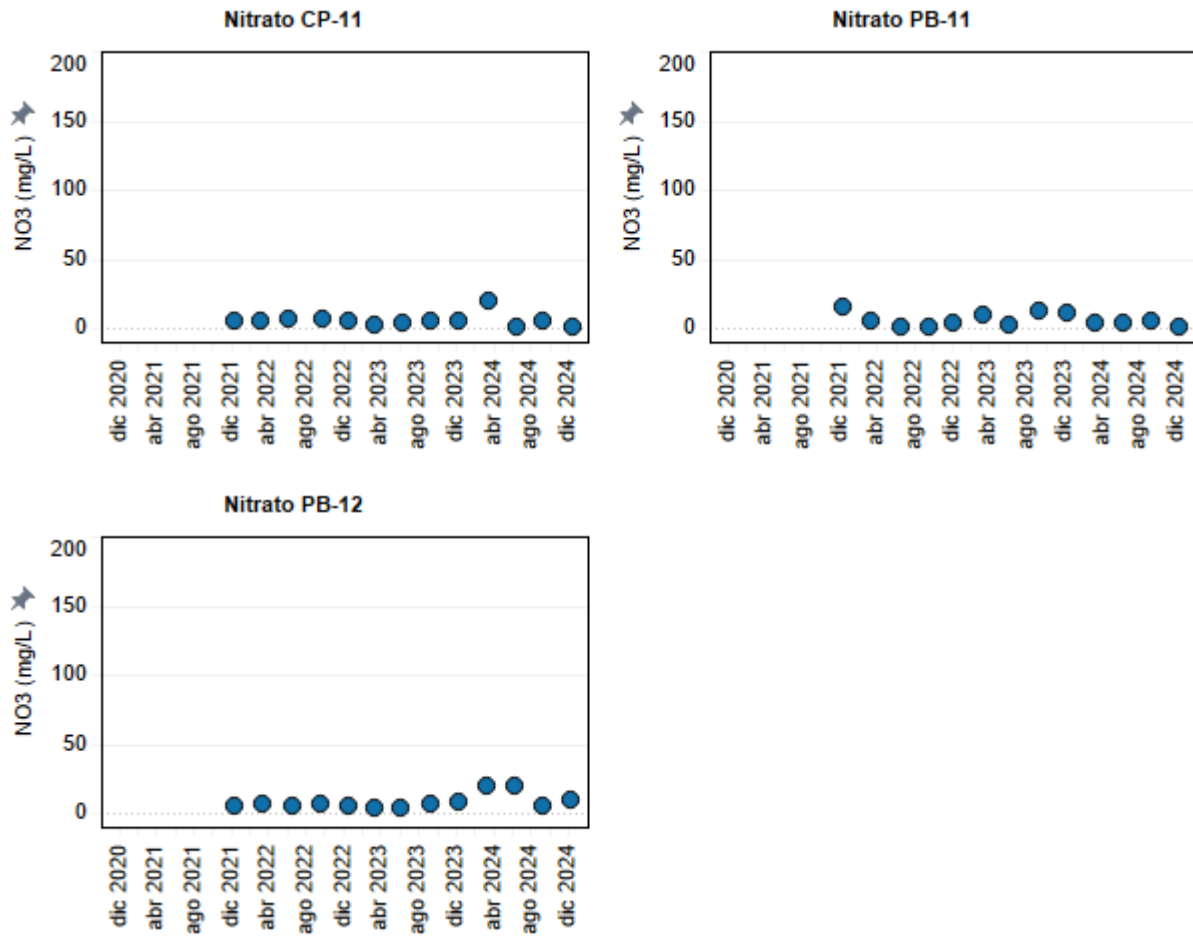 Nitrato CP-11
NO3 (mg/L)
200
150
100
50
0
dic 2020
abr 2021
ago 2021
dic 2021
abr 2022
ago 2022
dic 2022
abr 2023
ago 2023
dic 2023
abr 2024
ago 2024
dic 2024
Nitrato PB-11
NO3 (mg/L)
200
150
100
50
0
dic 2020
abr 2021
ago 2021
dic 2021
abr 2022
ago 2022
dic 2022
abr 2023
ago 2023
dic 2023
abr 2024
ago 2024
dic 2024
Nitrato PB-12
NO3 (mg/L)
200
150
100
50
0
dic 2020
abr 2021
ago 2021
dic 2021
abr 2022
ago 2022
dic 2022
abr 2023
ago 2023
dic 2023
abr 2024
ago 2024
dic 2024